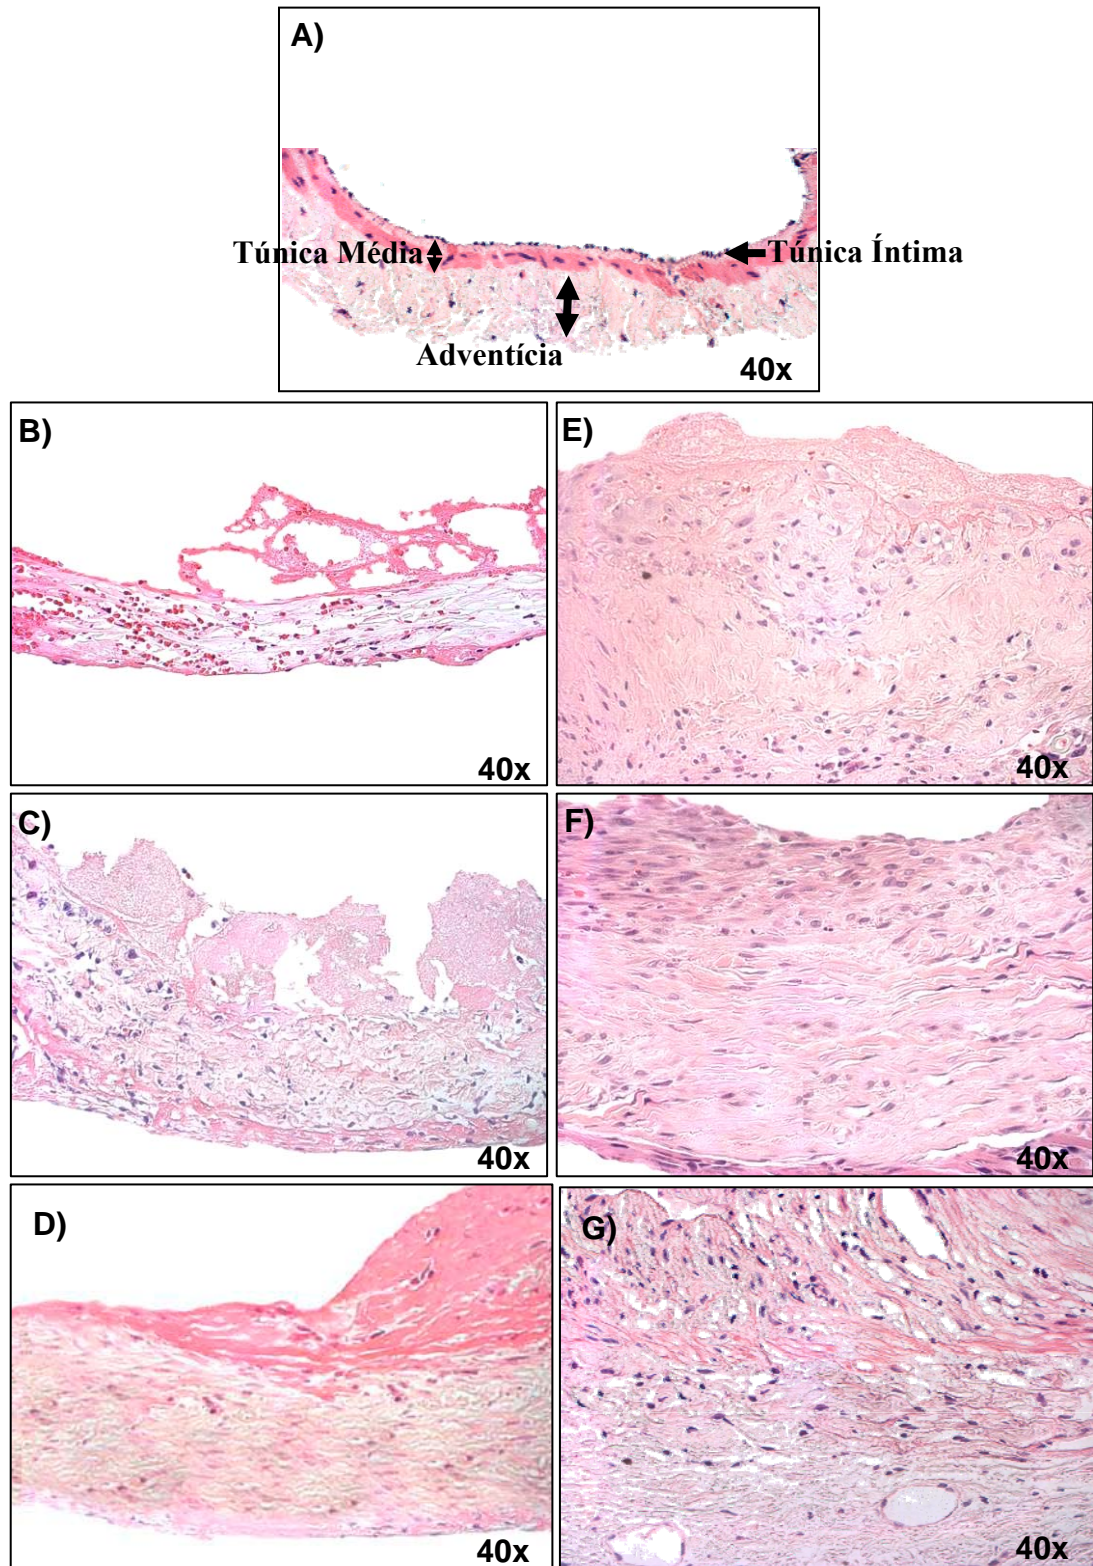 A)
Túnica Média
Túnica Íntima
Adventícia
40x
B)
40x
E)
40x
C)
40x
F)
40x
D)
40x
G)
40x